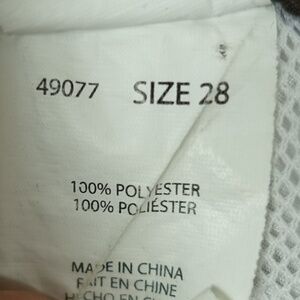 49077 SIZE 28
100% POLYESTER
100% POLIÉSTER
MADE IN CHINA
FAIT EN CHINE
HECHO EN